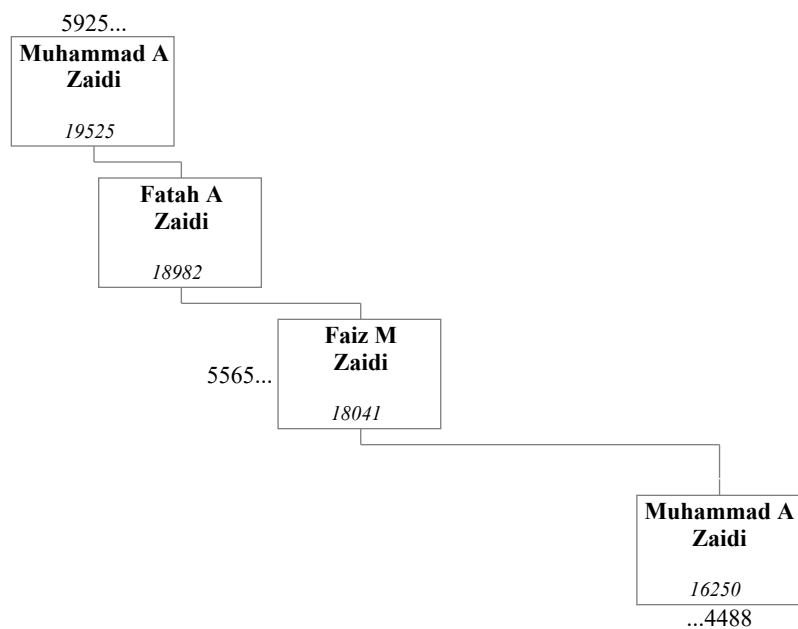 5925...
Muhammad A
Zaidi
19525
Fatah A
Zaidi
18982
Faiz M
Zaidi
5565...
18041
Muhammad A
Zaidi
16250
...4488